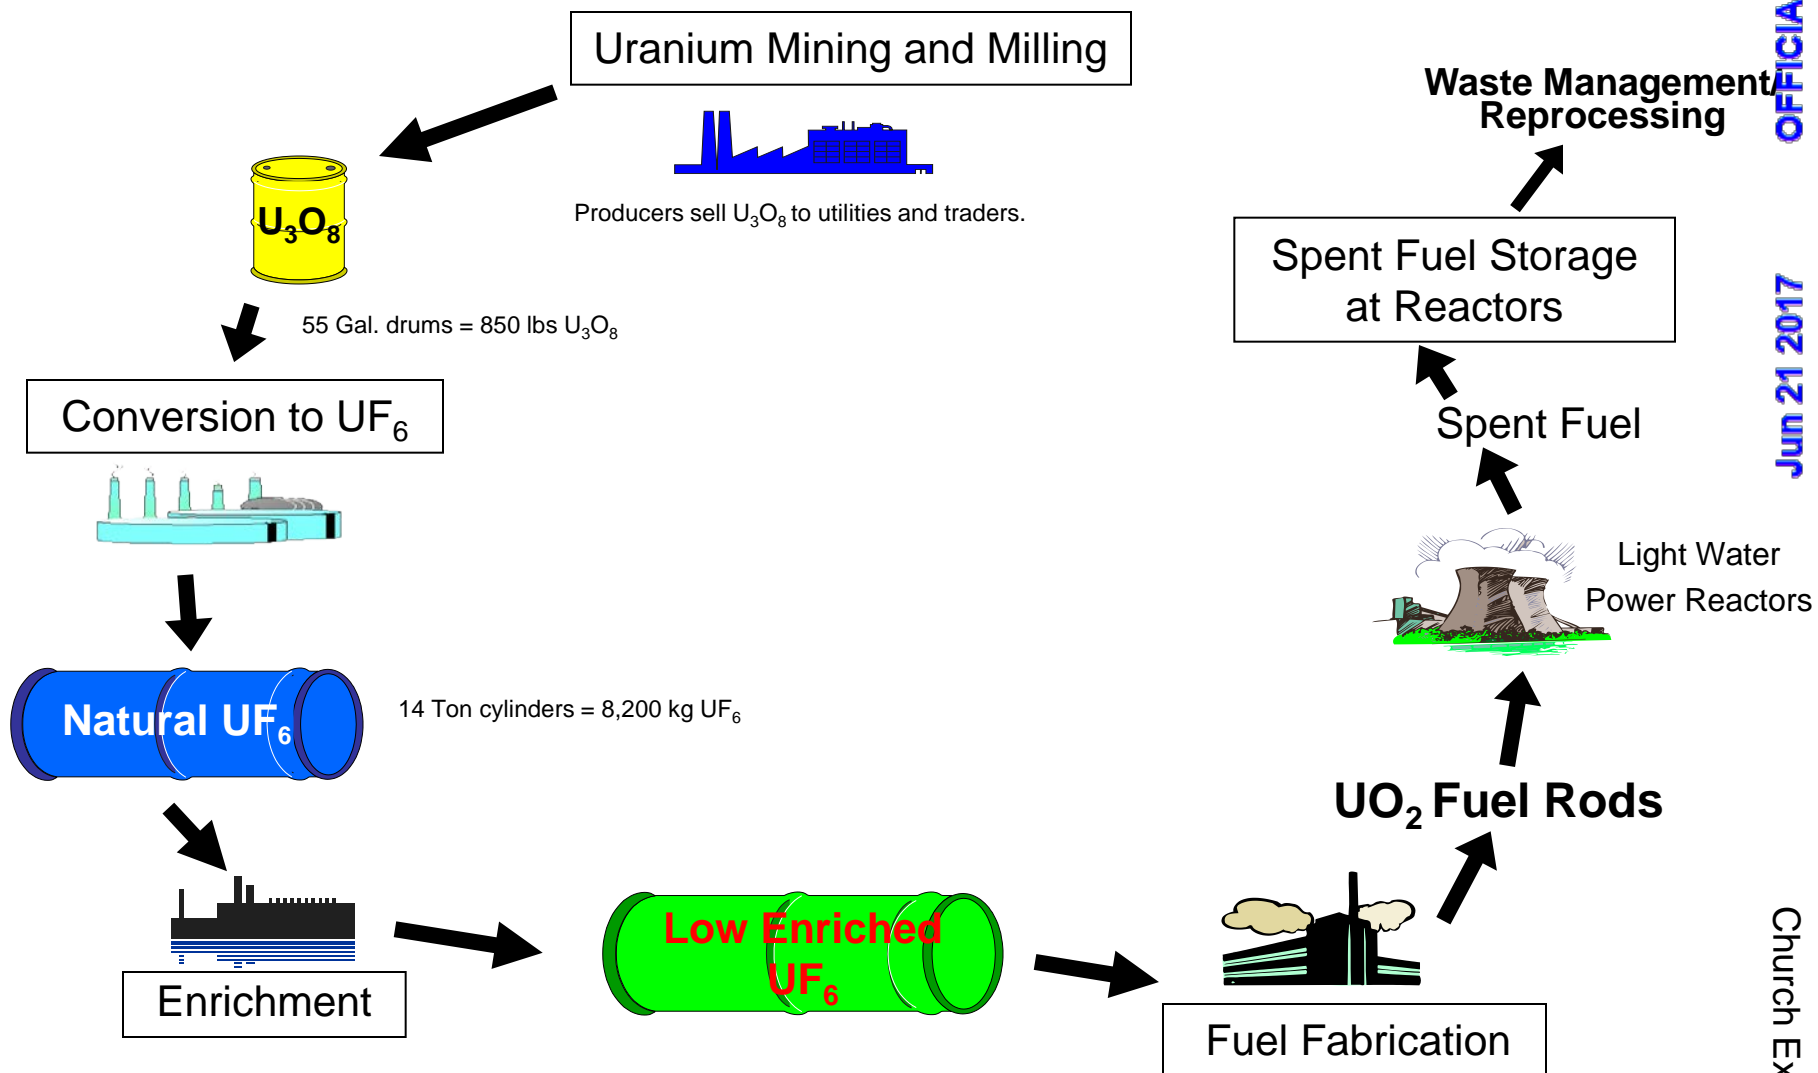 Uranium Mining and Milling
Producers sell U₃O₈ to utilities and traders.
U₃O₈
55 Gal. drums = 850 lbs U₃O₈
Conversion to UF₆
Natural UF₆
14 Ton cylinders = 8,200 kg UF₆
Enrichment
Low Enriched
UF₆
Fuel Fabrication
UO₂ Fuel Rods
Light Water
Power Reactors
Spent Fuel
Spent Fuel Storage
at Reactors
Waste Management/
Reprocessing
Jun 21 2017
Church